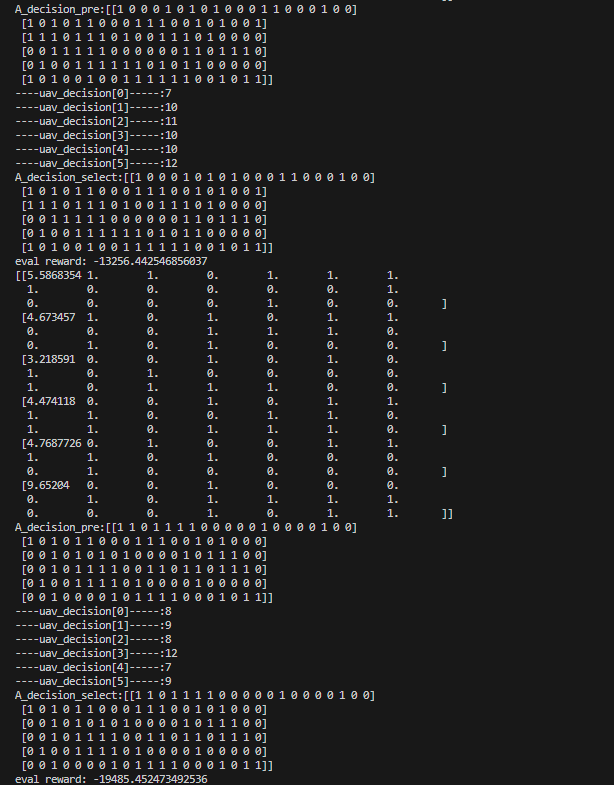 A_decision_pre:[[1 0 0 0 1 0 1 0 1 0 0 0 1 1 0 0 0 1 0 0]
[1 0 1 0 1 1 0 0 0 1 1 1 0 0 1 0 1 0 0 1]
[1 1 1 0 1 0 1 1 1 0 0 1 1 1 0 1 0 0 0 0]
[0 0 1 1 1 1 1 0 0 0 0 0 0 1 1 0 1 1 1 0]
[0 1 0 0 1 1 1 1 1 0 1 0 1 1 0 0 0 0 0]
[1 0 1 0 0 1 0 0 1 1 1 1 1 1 1 0 0 1 0 1 1]]
----uav_decision[0]-----:7
----uav_decision[1]-----:10
----uav_decision[2]-----:11
----uav_decision[3]-----:10
----uav_decision[4]-----:10
----uav_decision[5]-----:12
A_decision_select:[[1 0 0 0 1 0 1 0 1 0 0 0 1 1 0 0 0 1 0 0]
[1 0 1 0 1 1 0 0 0 1 1 1 0 0 1 0 1 0 0 1]
[1 1 1 0 1 0 1 1 1 0 0 1 1 1 0 1 0 0 0 0]
[0 0 1 1 1 1 1 0 0 0 0 0 0 1 1 0 1 1 1 0]
[0 1 0 0 1 1 1 1 1 0 1 0 1 1 0 0 0 0 0]
[1 0 1 0 0 1 0 0 1 1 1 1 1 1 1 0 0 1 0 1 1]]
eval reward: -13256.442546856037
[[5.5868354 1. 1. 0. 1. 1. 1.
1. 0. 0. 0. 0. 1.
0. 0. 0. 1. 0. 0. ]
[4.673457 1. 0. 1. 0. 1. 1.
0. 0. 0. 1. 1. 1. 0.
0. 1. 0. 1. 0. 0. ]
[3.218591 0. 0. 1. 0. 1. 0.
1. 0. 1. 0. 0. 0.
1. 0. 1. 1. 1. 0. 0. ]
[4.474118 0. 0. 1. 0. 1. 1.
1. 1. 0. 0. 1. 1. 0.
1. 1. 0. 1. 1. 0. 0. ]
[4.7687726 0. 1. 0. 0. 1. 1.
1. 1. 1. 0. 1. 0. 0.
0. 1. 0. 0. 0. 0. 0. ]
[9.65204 0. 0. 1. 0. 0. 0.
0. 1. 0. 1. 1. 1. 1.
0. 0. 0. 1. 0. 1. 1. ]]
A_decision_pre:[[1 1 0 1 1 1 1 0 0 0 0 0 1 0 0 0 0 1 0 0]
[1 0 1 0 1 1 0 0 0 1 1 1 0 0 1 0 1 0 0 0]
[0 0 1 0 1 0 1 0 1 0 0 0 0 1 0 1 1 1 0 0]
[0 0 1 0 1 1 1 1 0 0 1 1 0 1 1 0 1 1 1 0]
[0 1 0 0 1 1 1 1 1 0 1 0 0 0 0 1 0 0 0 0 0]
[0 0 1 0 0 0 0 1 0 1 1 1 1 0 0 0 1 0 1 1]]
----uav_decision[0]-----:8
----uav_decision[1]-----:9
----uav_decision[2]-----:8
----uav_decision[3]-----:12
----uav_decision[4]-----:7
----uav_decision[5]-----:9
A_decision_select:[[1 1 0 1 1 1 1 0 0 0 0 0 1 0 0 0 0 1 0 0]
[1 0 1 0 1 1 0 0 0 1 1 1 0 0 1 0 1 0 0 0]
[0 0 1 0 1 0 1 0 1 0 0 0 0 1 0 1 1 1 0 0]
[0 0 1 0 1 1 1 1 0 0 1 1 0 1 1 0 1 1 1 0]
[0 1 0 0 1 1 1 1 1 0 1 0 0 0 0 1 0 0 0 0 0]
[0 0 1 0 0 0 0 1 0 1 1 1 1 0 0 0 1 0 1 1]]
eval reward: -19485.452473492536